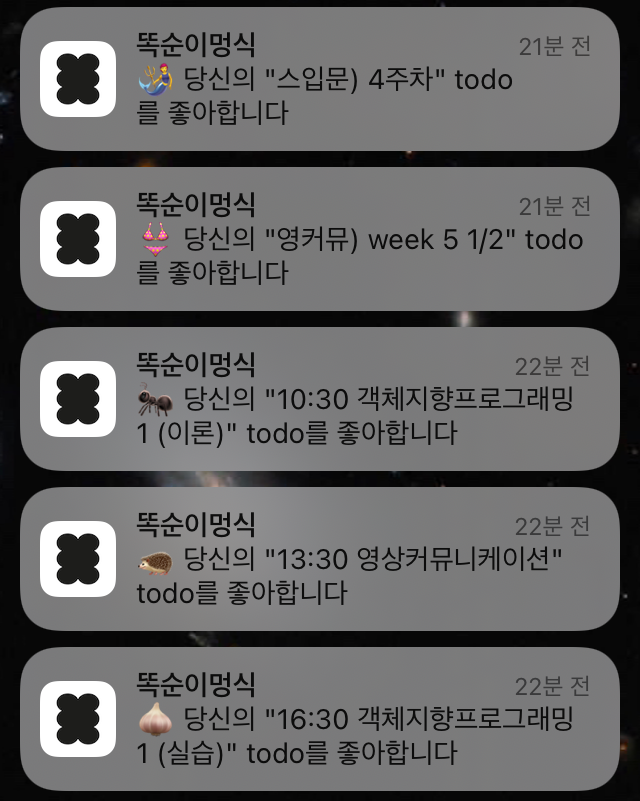 똑순이멍식 21분 전
🧜‍♀️ 당신의 "스입문) 4주차" todo
를 좋아합니다
똑순이멍식 21분 전
👙 당신의 "영커뮤) week 5 1/2" todo
를 좋아합니다
똑순이멍식 22분 전
🐜 당신의 "10:30 객체지향프로그래밍
1 (이론)" todo를 좋아합니다
똑순이멍식 22분 전
🦔 당신의 "13:30 영상커뮤니케이션"
todo를 좋아합니다
똑순이멍식 22분 전
🧄 당신의 "16:30 객체지향프로그래밍
1 (실습)" todo를 좋아합니다